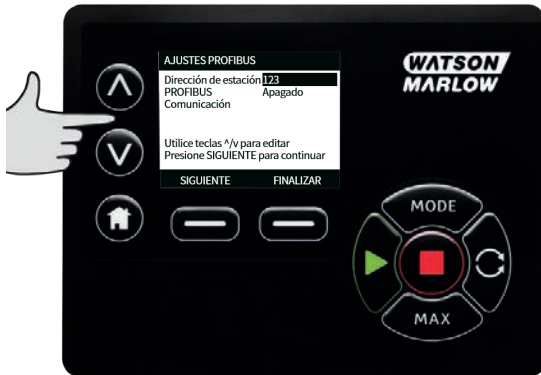 AJUSTES PROFIBUS
Dirección de estación 123
PROFIBUS Apagado
Comunicación
Utilice teclas ^/v para editar
Presione SIGUIENTE para continuar
SIGUIENTE FINALIZAR
WATSON
MARLOW
MODE
MAX